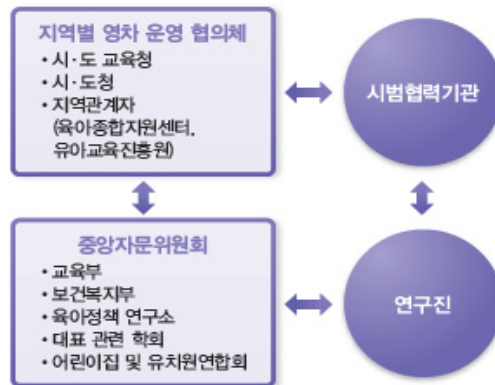 지역별 영차 운영 협의체
• 시·도 교육청
• 시·도청
• 지역관계자
(육아종합지원센터,
유아교육진흥원)
시범협력기관
중앙자문위원회
• 교육부
• 보건복지부
• 육아정책 연구소
• 대표 관련 학회
• 어린이집 및 유치원연합회
연구진